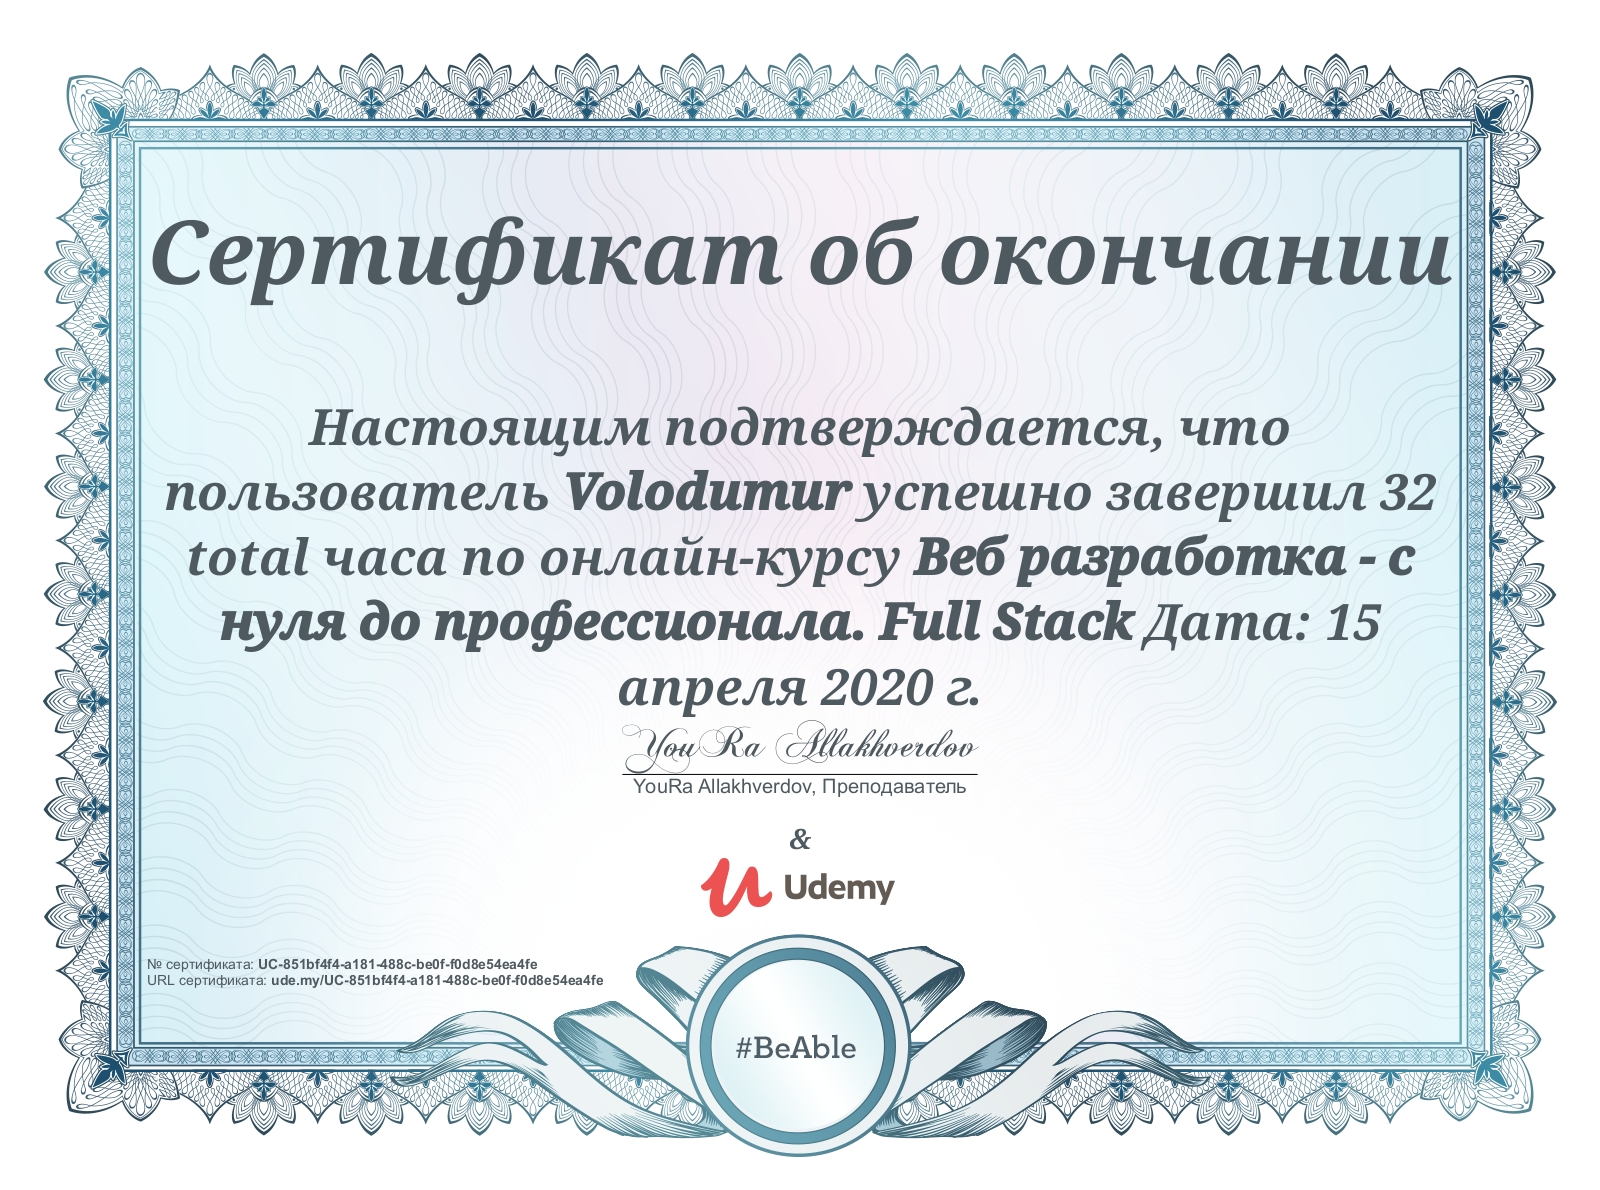 Сертификат об окончании
Настоящим подтверждается, что
пользователь Volodumur успешно завершил 32
total часа по онлайн-курсу Веб разработка - с
нуля до профессионала. Full Stack Дата: 15
апреля 2020 г.
YouRa Allakhverdov
YouRa Allakhverdov, Преподаватель
&
Udemy
№ сертификата: UC-851bf4f4-a181-488c-be0f-f0d8e54ea4fe
URL сертификата: ude.my/UC-851bf4f4-a181-488c-be0f-f0d8e54ea4fe
#BeAble